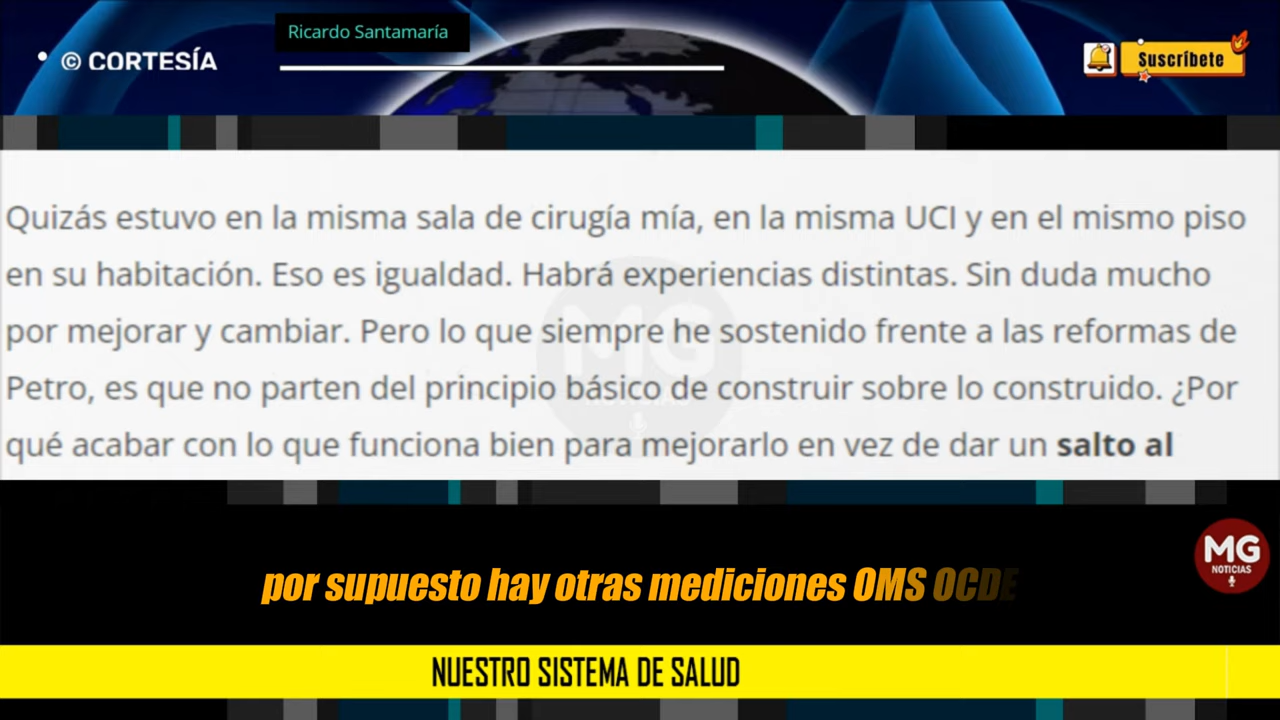 Ricardo Santamaría
© CORTESÍA
Suscríbete
Quizás estuvo en la misma sala de cirugía mía, en la misma UCI y en el mismo piso
en su habitación. Eso es igualdad. Habrá experiencias distintas. Sin duda mucho
por mejorar y cambiar. Pero lo que siempre he sostenido frente a las reformas de
Petro, es que no parten del principio básico de construir sobre lo construido. ¿Por
qué acabar con lo que funciona bien para mejorarlo en vez de dar un salto al
MG
MG
NOTICIAS
por supuesto hay otras mediciones OMS OCDE
NUESTRO SISTEMA DE SALUD